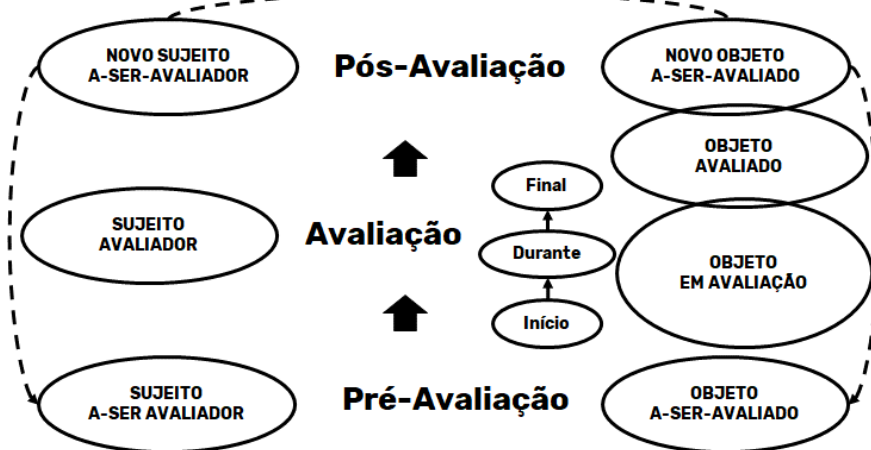 NOVO SUJEITO
A-SER-AVALIADOR
Pós-Avaliação
NOVO OBJETO
A-SER-AVALIADO
OBJETO
AVALIADO
Final
SUJEITO
AVALIADOR
Avaliação
Durante
OBJETO
EM AVALIAÇÃO
Início
SUJEITO
A-SER AVALIADOR
Pré-Avaliação
OBJETO
A-SER-AVALIADO